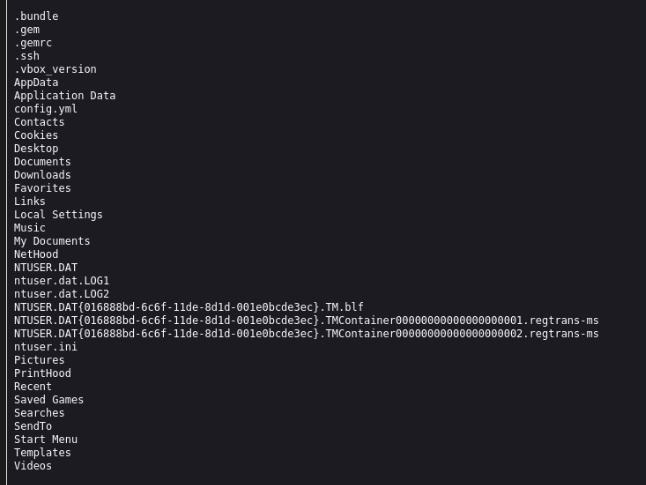 .bundle
.gem
.gemrc
.ssh
.vbox_version
AppData
Application Data
config.yml
Contacts
Cookies
Desktop
Documents
Downloads
Favorites
Links
Local Settings
Music
My Documents
NetHood
NTUSER.DAT
ntuser.dat.LOG1
ntuser.dat.LOG2
NTUSER.DAT{016888bd-6c6f-11de-8d1d-001e0bcde3ec}.TM.blf
NTUSER.DAT{016888bd-6c6f-11de-8d1d-001e0bcde3ec}.TMContainer00000000000000000001.regtrans-ms
NTUSER.DAT{016888bd-6c6f-11de-8d1d-001e0bcde3ec}.TMContainer00000000000000000002.regtrans-ms
ntuser.ini
Pictures
PrintHood
Recent
Saved Games
Searches
SendTo
Start Menu
Templates
Videos